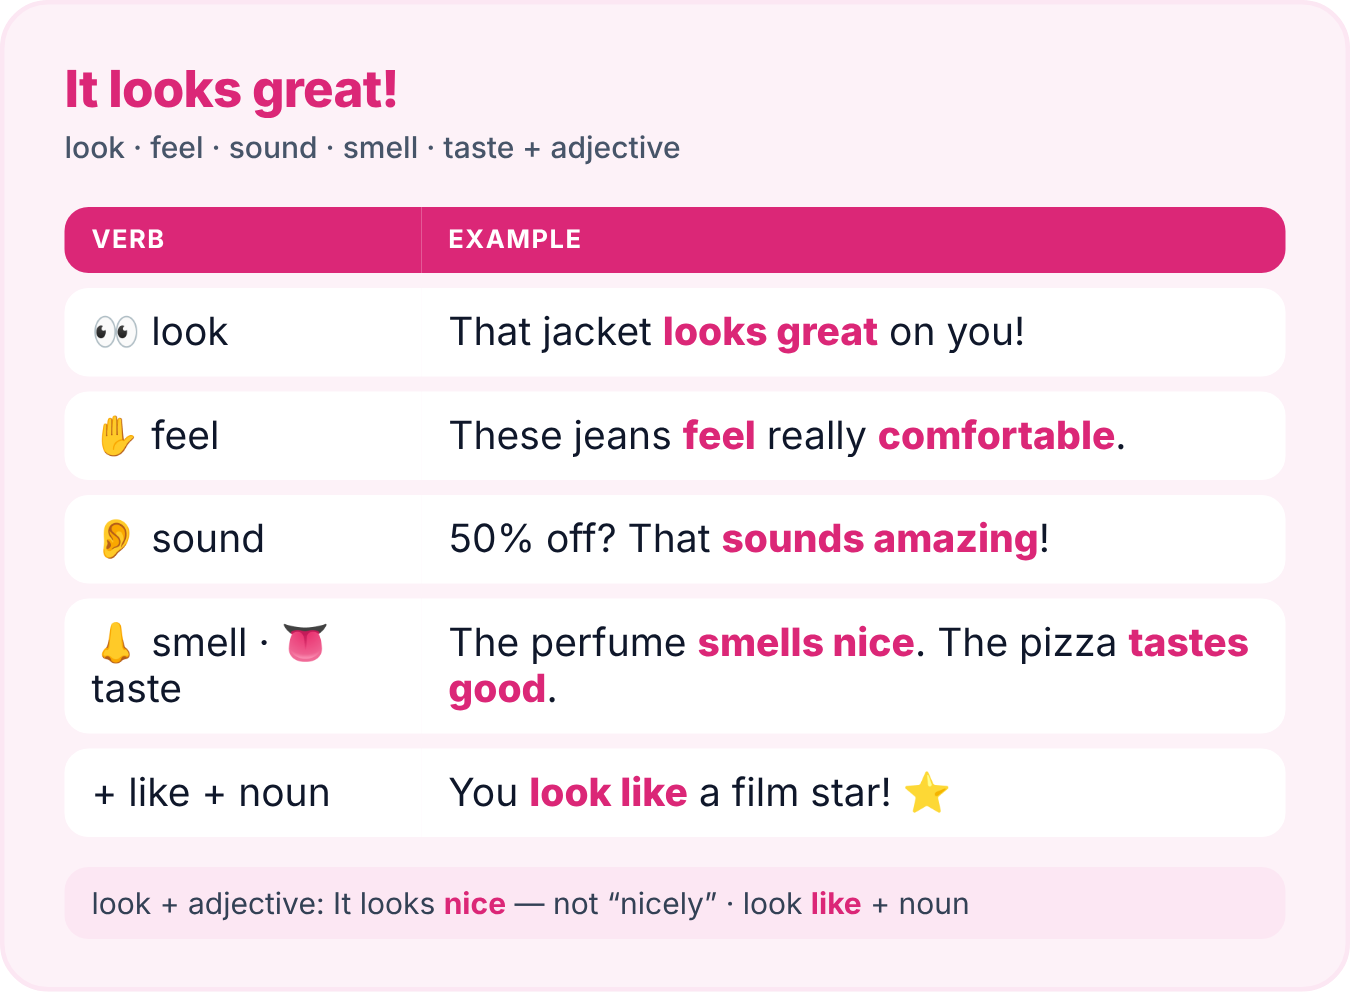 It looks great!
look · feel · sound · smell · taste + adjective
VERB EXAMPLE
👀 look That jacket looks great on you!
✋ feel These jeans feel really comfortable.
👂 sound 50% off? That sounds amazing!
👃 smell · 👅 taste The perfume smells nice. The pizza tastes good.
+ like + noun You look like a film star! ⭐
look + adjective: It looks nice — not “nicely” · look like + noun